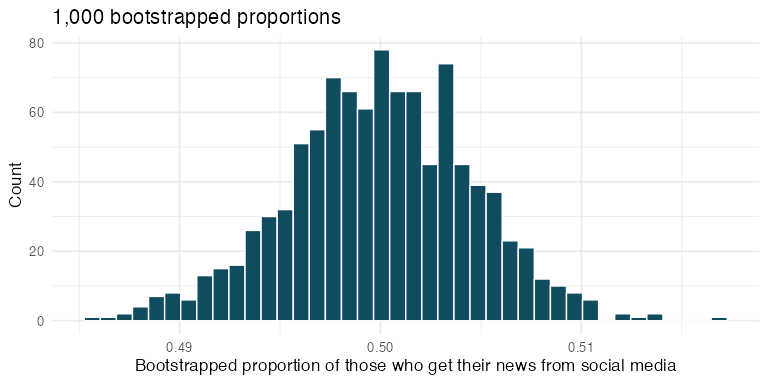 1,000 bootstrapped proportions
80
60
40
20
0
Count
0.49 0.50 0.51
Bootstrapped proportion of those who get their news from social media